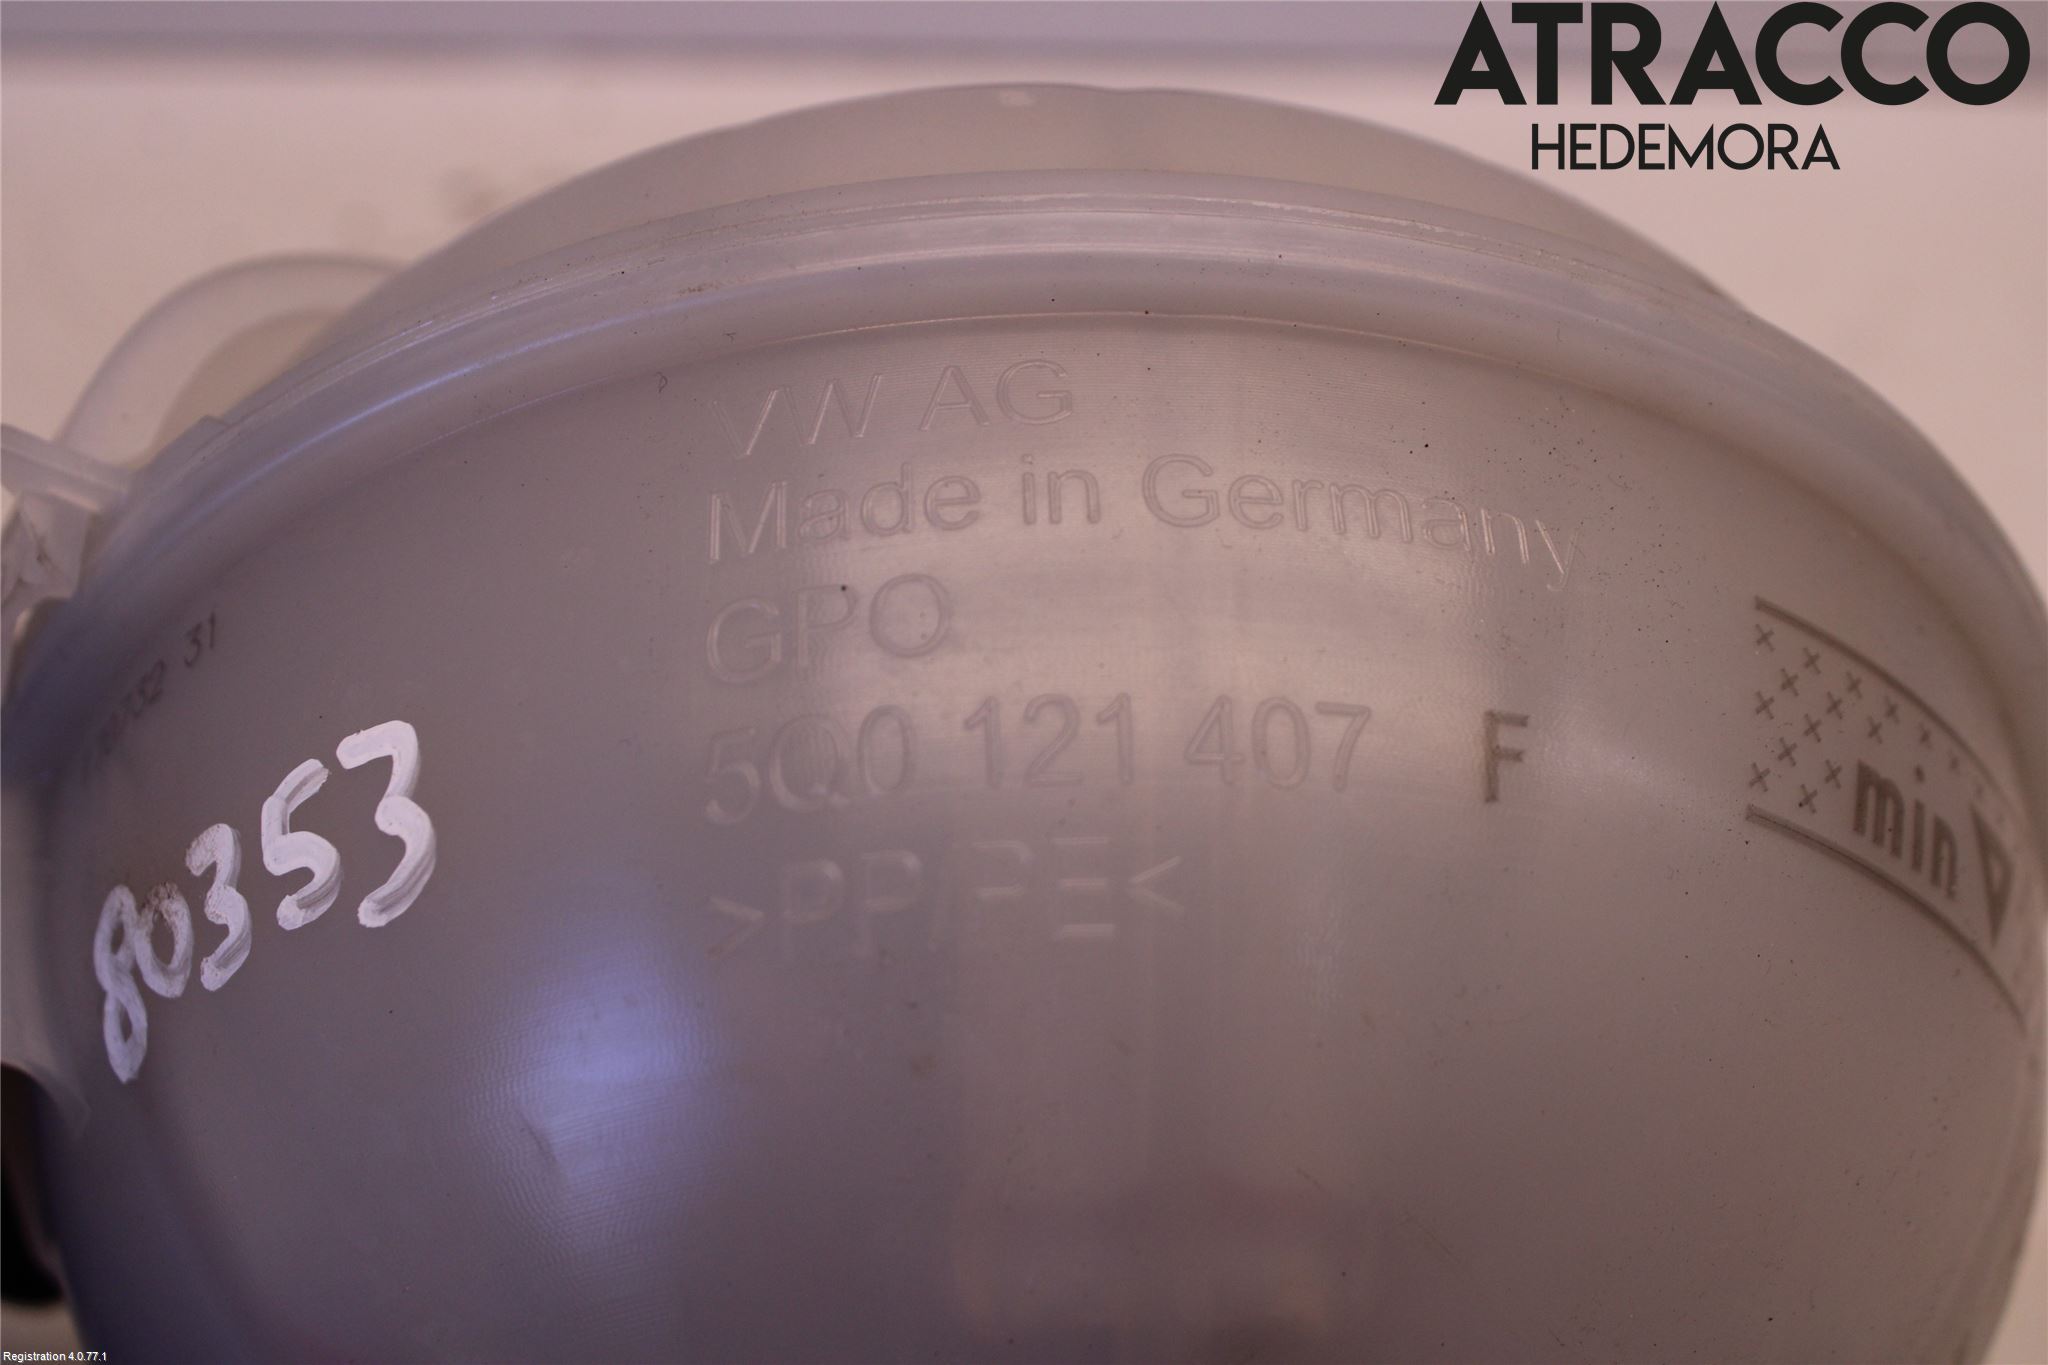 ATRACCO
HEDEMORA
VW AG
Made in Germany
GPO
31
5Q0 121 407 F
min
>PP/PE<
80353
Registration 4.0.77.1